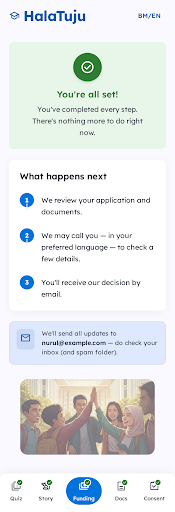 HalaTuju
BM/EN
You're all set!
You've completed every step.
There's nothing more to do right
now.
What happens next
1
We review your application and
documents.
2
We may call you — in your
preferred language — to check a
few details.
3
You'll receive our decision by
email.
We'll send all updates to
nurul@example.com — do check your
inbox (and spam folder).
Quiz
Story
Funding
Docs
Consent